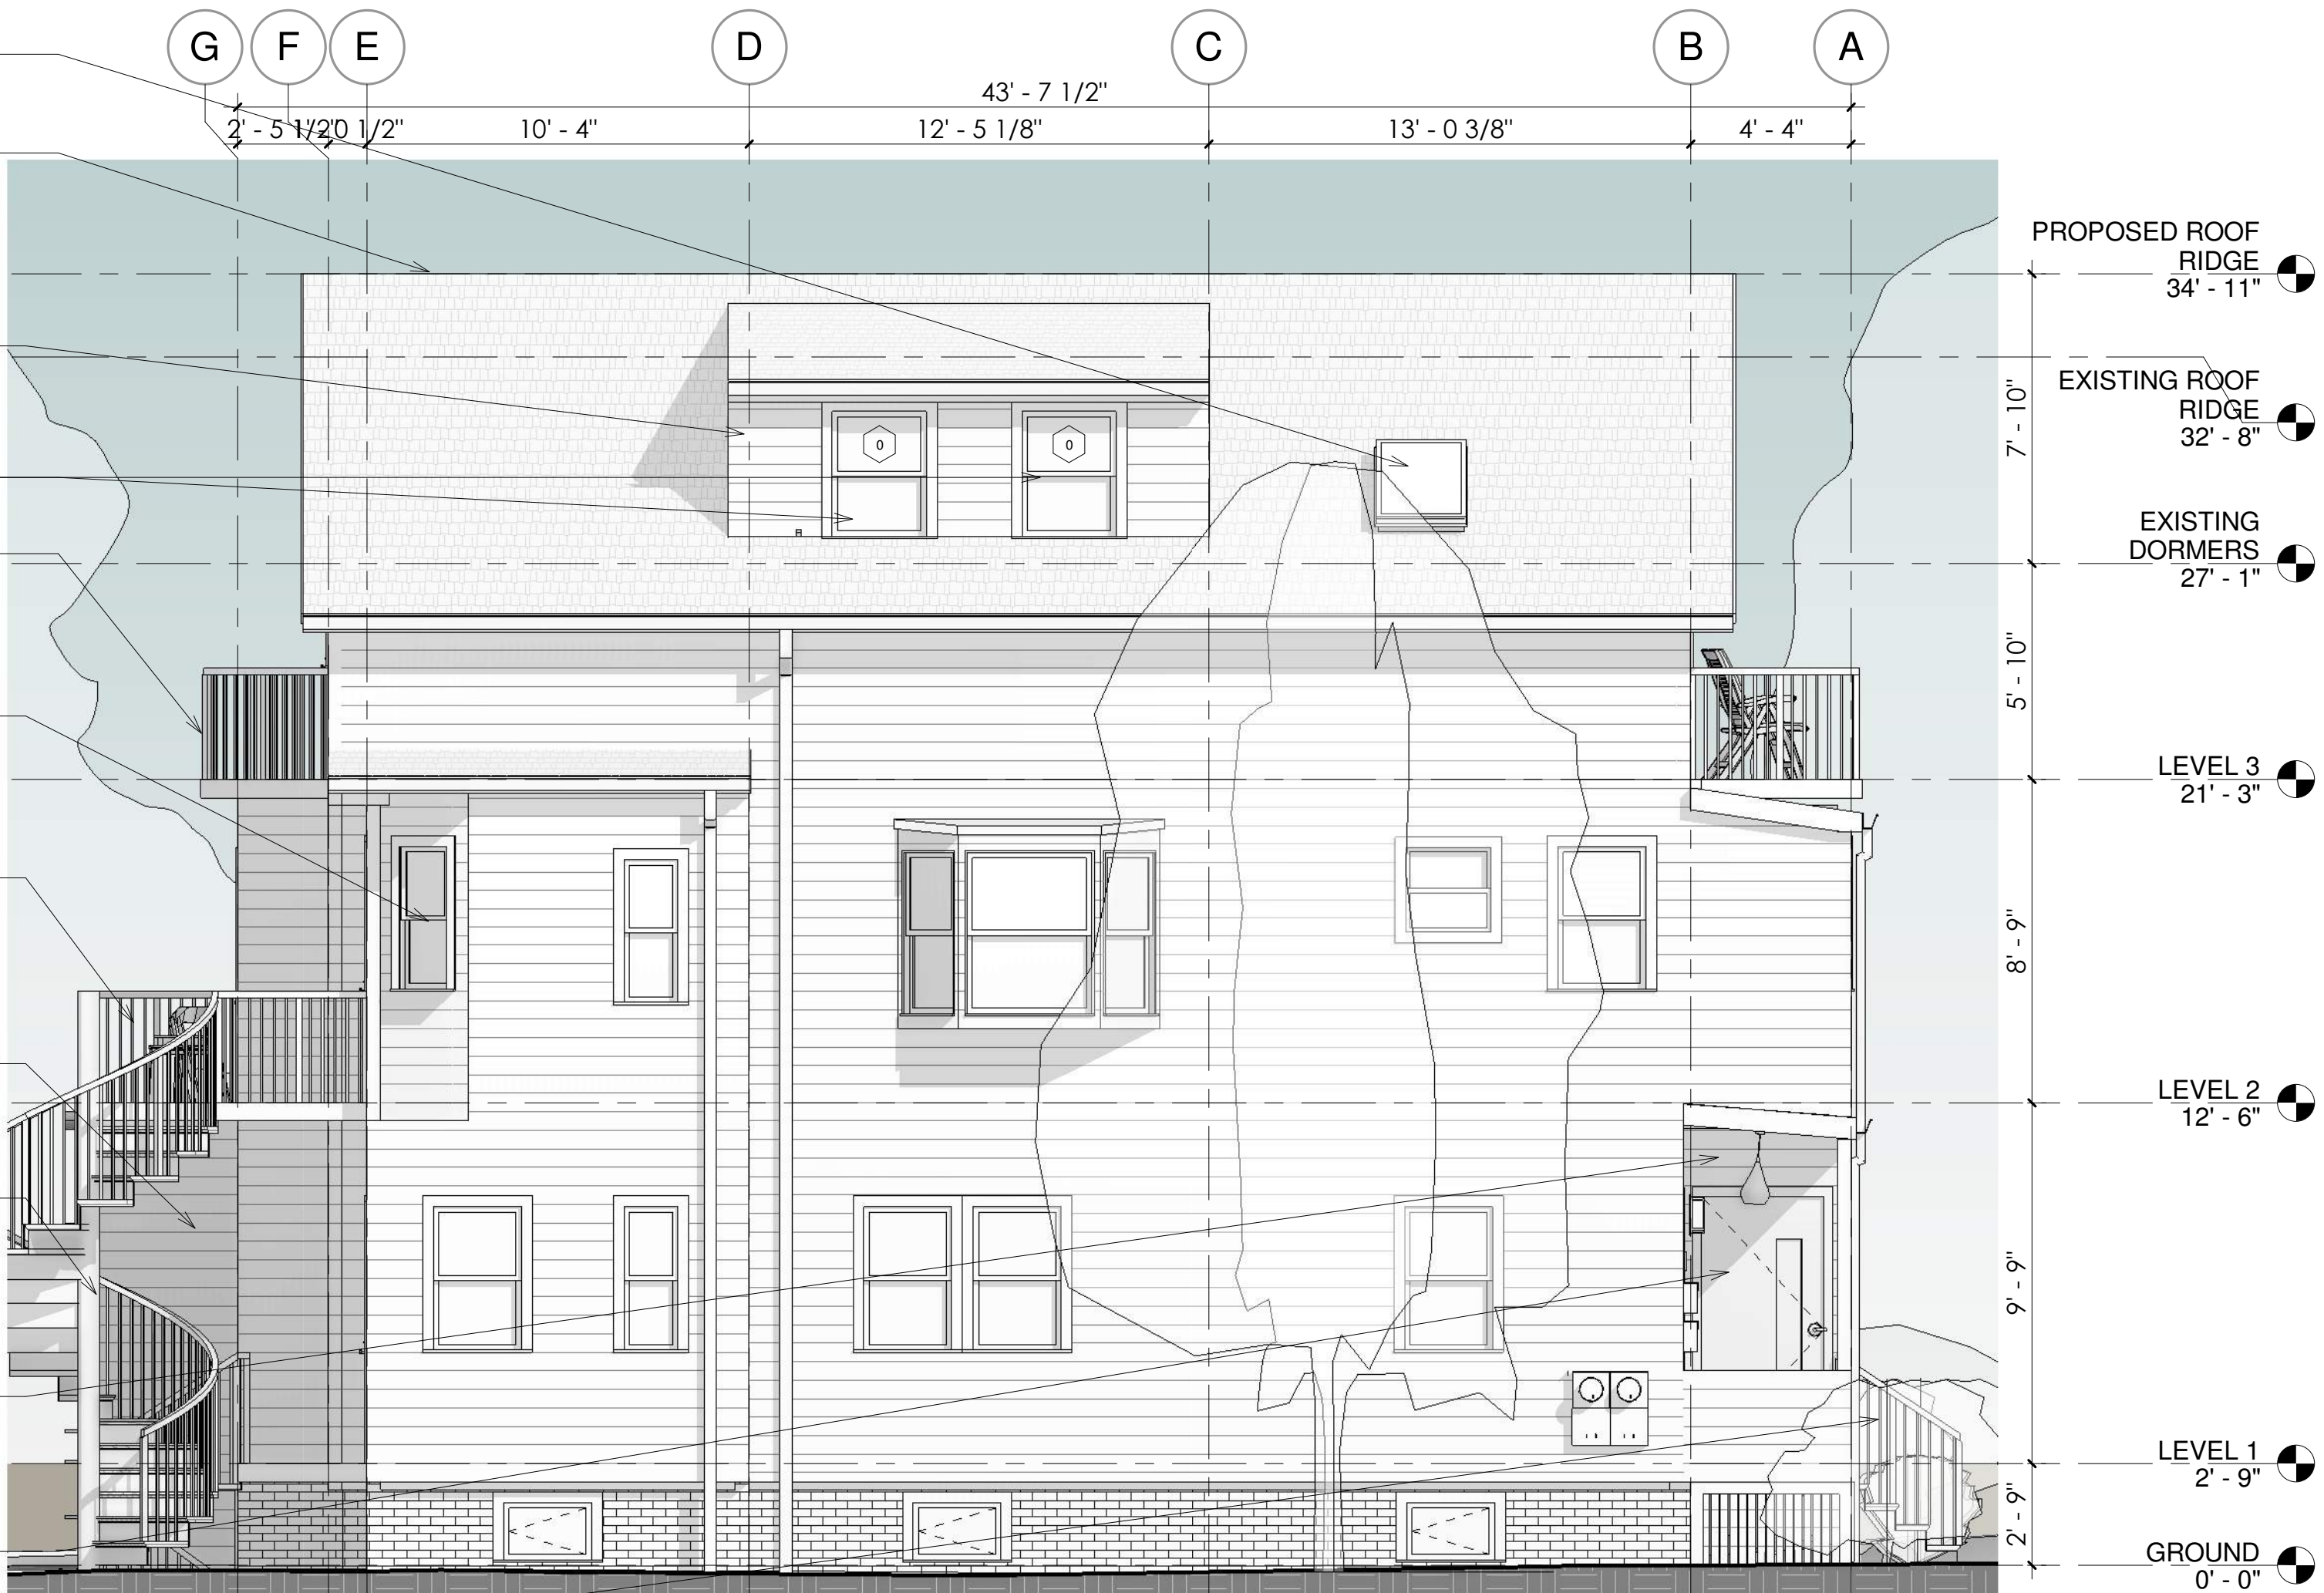 G F E D C B A
43' - 7 1/2"
2' - 5 1/2" 0 1/2" 10' - 4" 12' - 5 1/8" 13' - 0 3/8" 4' - 4"
PROPOSED ROOF
RIDGE
34' - 11"
7' - 10"
EXISTING ROOF
RIDGE
32' - 8"
0 0
EXISTING
DORMERS
27' - 1"
5' - 10"
LEVEL 3
21' - 3"
8' - 9"
LEVEL 2
12' - 6"
9' - 9"
LEVEL 1
2' - 9"
2' - 9"
GROUND
0' - 0"